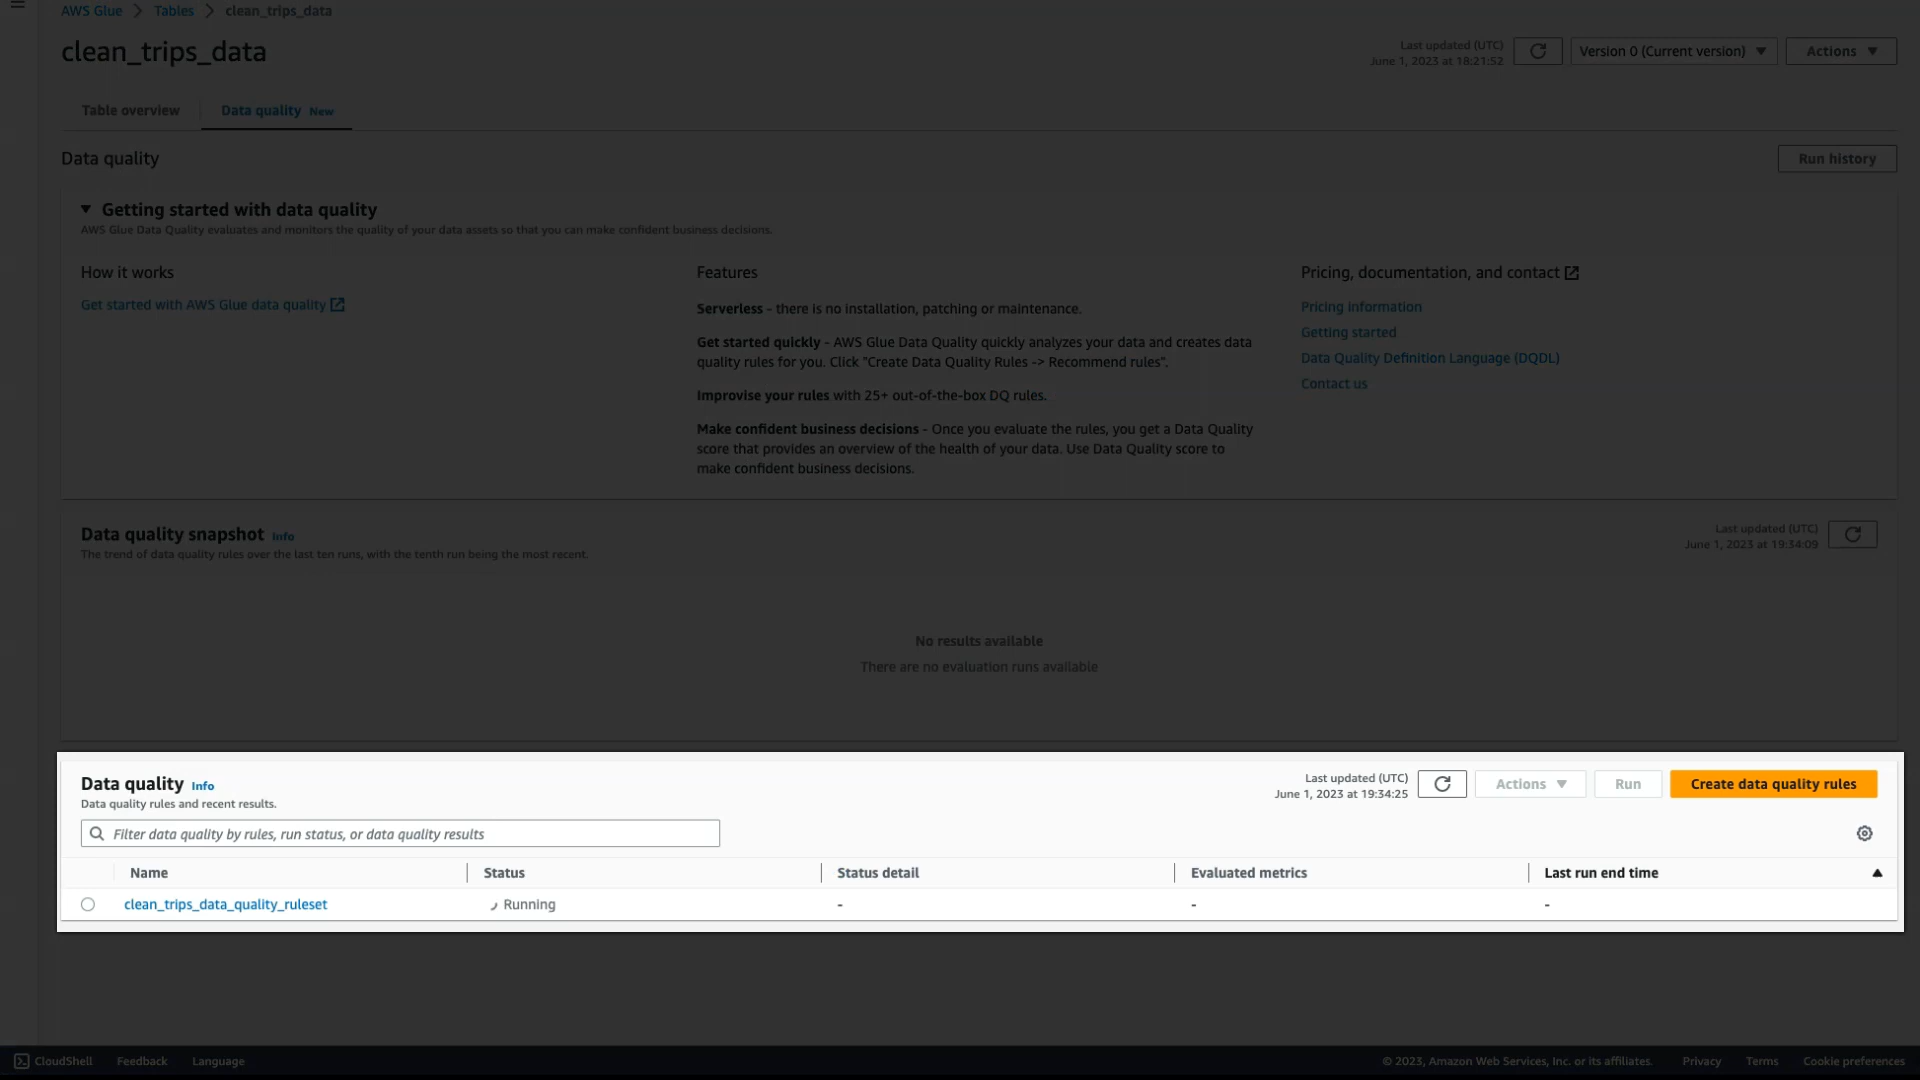 AWS Glue > Tables > clean_trips_data
clean_trips_data
Last updated (UTC)
June 1, 2023 at 18:21:52
Version 0 (Current version)
Actions
Table overview
Data quality New
Data quality
Run history
Getting started with data quality
AWS Glue Data Quality evaluates and monitors the quality of your data assets so that you can make confident business decisions.
How it works
Get started with AWS Glue data quality
Features
Serverless – there is no installation, patching or maintenance.
Get started quickly – AWS Glue Data Quality quickly analyzes your data and creates data
quality rules for you. Click "Create Data Quality Rules -> Recommend rules".
Improvise your rules with 25+ out-of-the-box DQ rules.
Make confident business decisions - Once you evaluate the rules, you get a Data Quality
score that provides an overview of the health of your data. Use Data Quality score to
make confident business decisions.
Pricing, documentation, and contact
Pricing information
Getting started
Data Quality Definition Language (DQDL)
Contact us
Data quality snapshot Info
The trend of data quality rules over the last ten runs, with the tenth run being the most recent.
Last updated (UTC)
June 1, 2023 at 19:34:09
No results available
There are no evaluation runs available
Data quality Info
Data quality rules and recent results.
Last updated (UTC)
June 1, 2023 at 19:34:25
Actions
Run
Create data quality rules
Filter data quality by rules, run status, or data quality results
Name Status Status detail Evaluated metrics Last run end time
clean_trips_data_quality_ruleset Running - - -
CloudShell Feedback Language
© 2023, Amazon Web Services, Inc. or its affiliates. Privacy Terms Cookie preferences